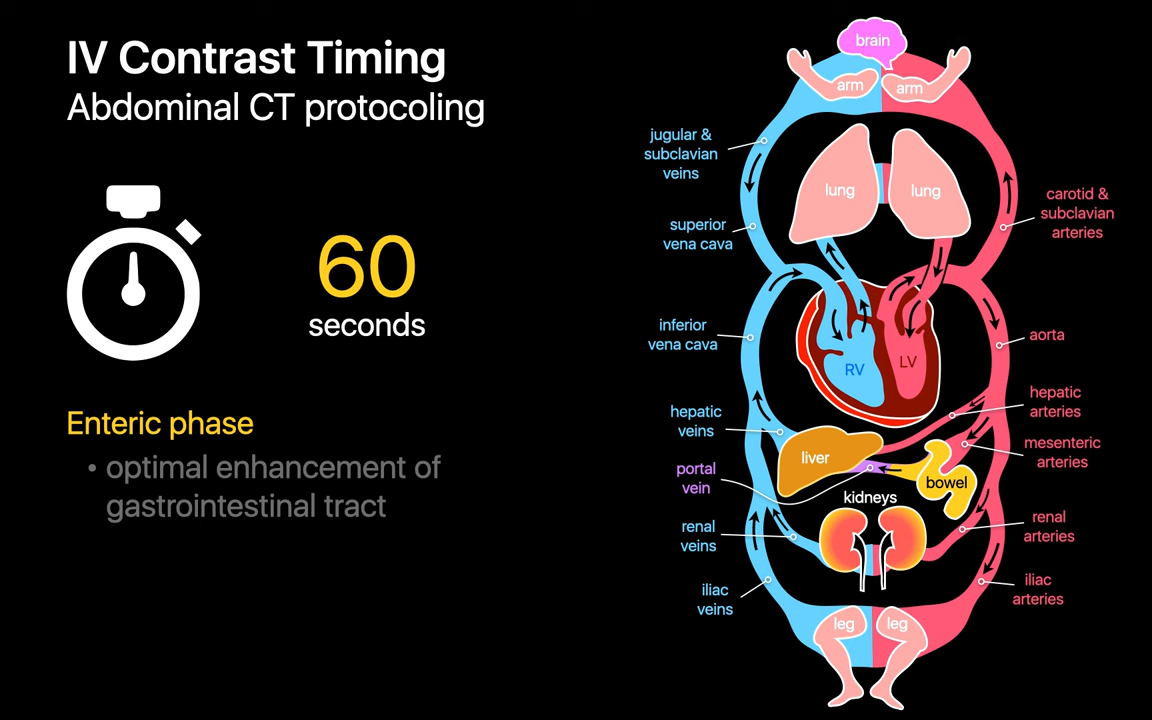 IV Contrast Timing
Abdominal CT protocoling
60
seconds
Enteric phase
• optimal enhancement of
gastrointestinal tract
brain
arm
arm
jugular &
subclavian
veins
lung
lung
carotid &
subclavian
arteries
superior
vena cava
inferior
vena cava
RV
LV
aorta
hepatic
arteries
hepatic
veins
mesenteric
arteries
liver
portal
vein
bowel
kidneys
renal
veins
renal
arteries
iliac
veins
iliac
arteries
leg
leg